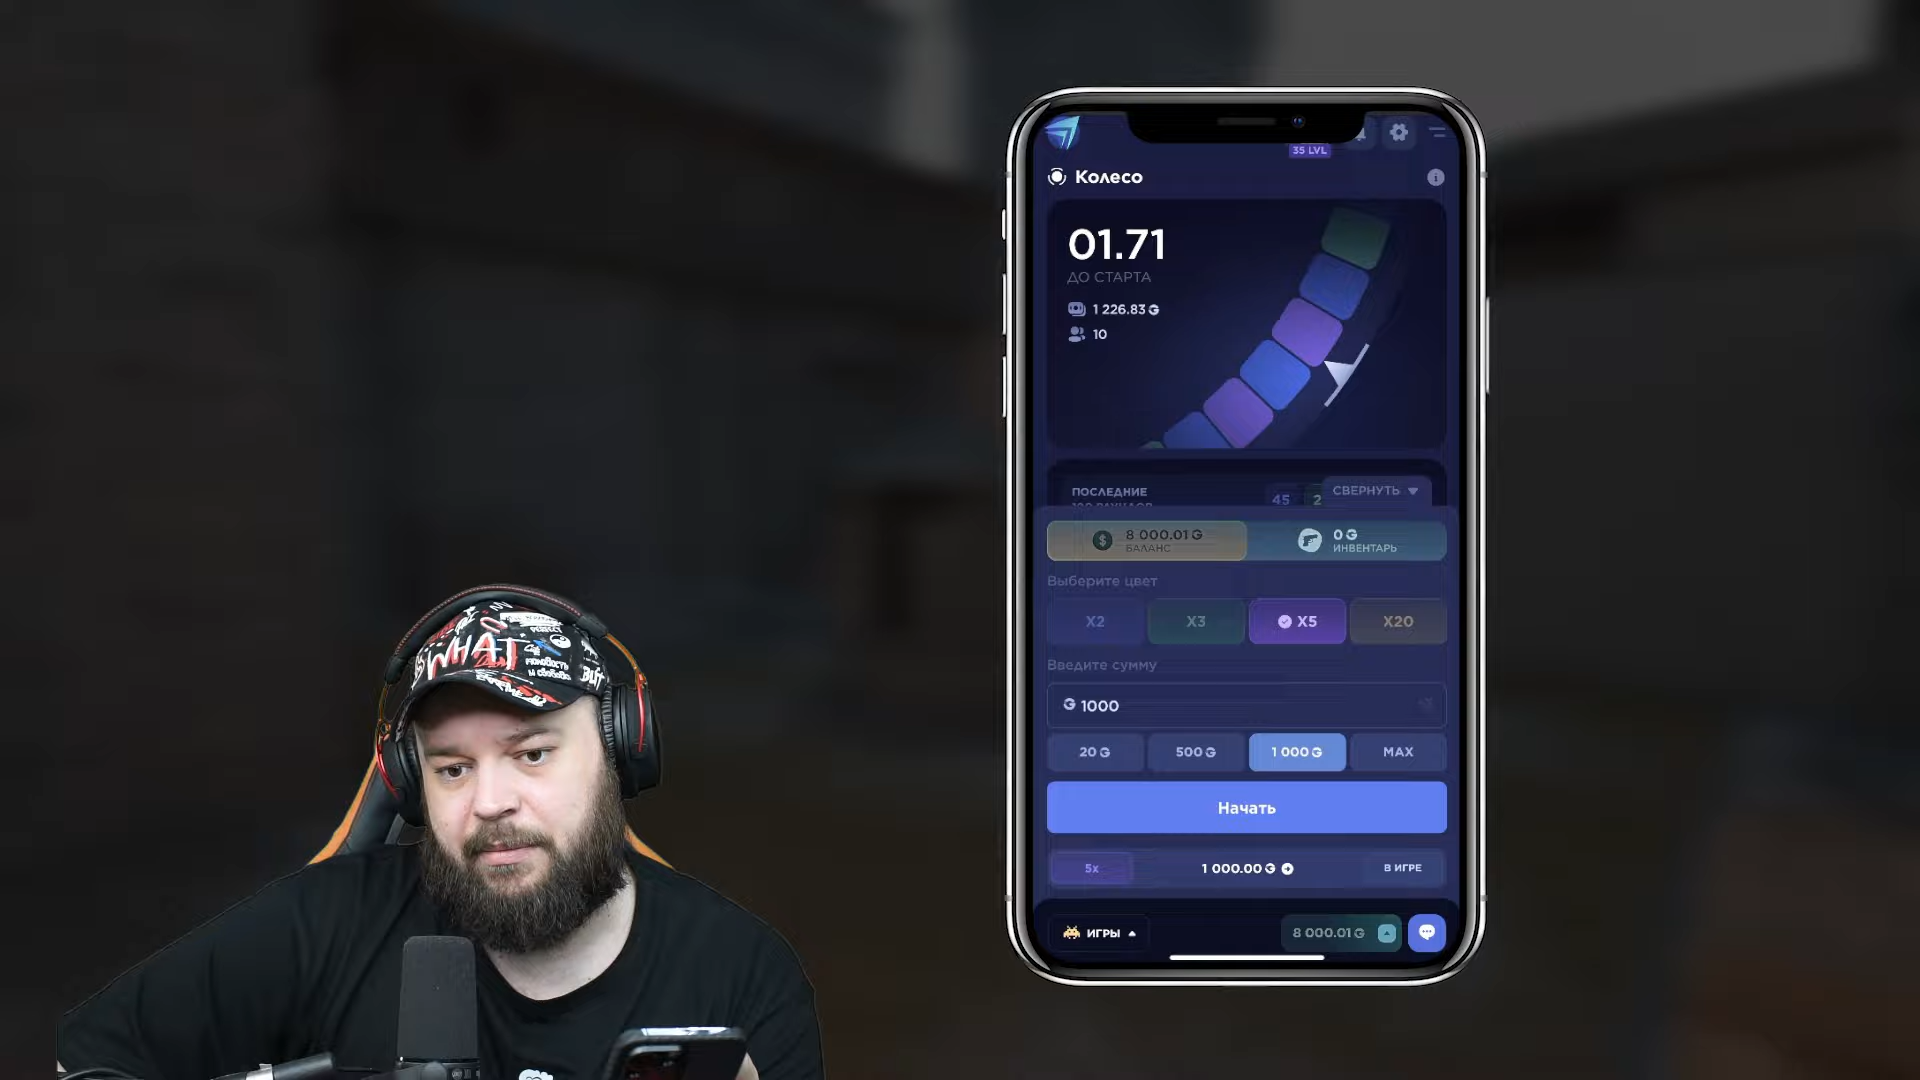 35 LVL
Колесо
01.71
ДО СТАРТА
1 226.83 G
10
ПОСЛЕДНИЕ
45 2
СВЕРНУТЬ
8 000.01 G
БАЛАНС
0 G
ИНВЕНТАРЬ
Выберите цвет
X2 X3 X5 X20
Введите сумму
G 1000
20 G 500 G 1 000 G MAX
Начать
5x 1 000.00 G В ИГРЕ
ИГРЫ 8 000.01 G
WHAT
PERFECT